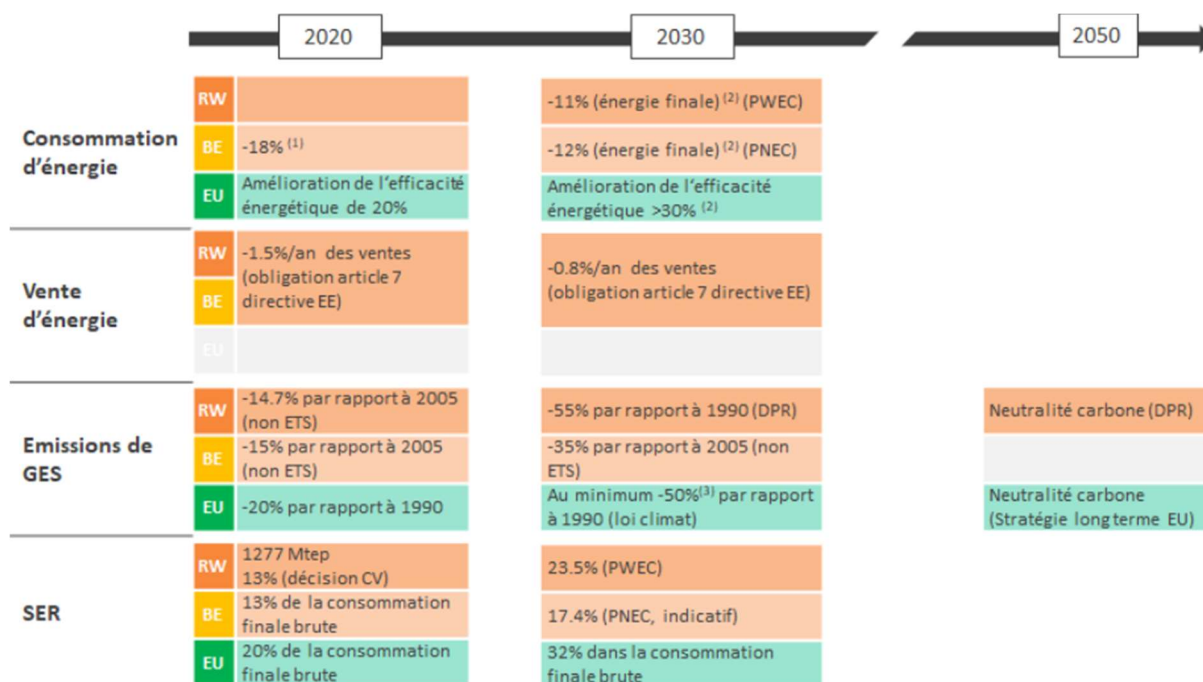 2020
2030
2050
Consommation
d'énergie
RW
-11% (énergie finale) (2) (PWEC)
BE
-18% (1)
-12% (énergie finale) (2) (PNEC)
EU
Amélioration de l'efficacité
énergétique de 20%
Amélioration de l'efficacité
énergétique >30% (2)
Vente
d'énergie
RW
BE
-1.5%/an des ventes
(obligation article 7
directive EE)
-0.8%/an des ventes
(obligation article 7 directive EE)
EU
Emissions de
GES
RW
-14.7% par rapport à 2005
(non ETS)
-55% par rapport à 1990 (DPR)
Neutralité carbone (DPR)
BE
-15% par rapport à 2005
(non ETS)
-35% par rapport à 2005 (non
ETS)
EU
-20% par rapport à 1990
Au minimum -50%(3) par rapport
à 1990 (loi climat)
Neutralité carbone
(Stratégie long terme EU)
SER
RW
1277 Mtep
13% (décision CV)
23.5% (PWEC)
BE
13% de la consommation
finale brute
17.4% (PNEC, indicatif)
EU
20% de la consommation
finale brute
32% dans la consommation
finale brute